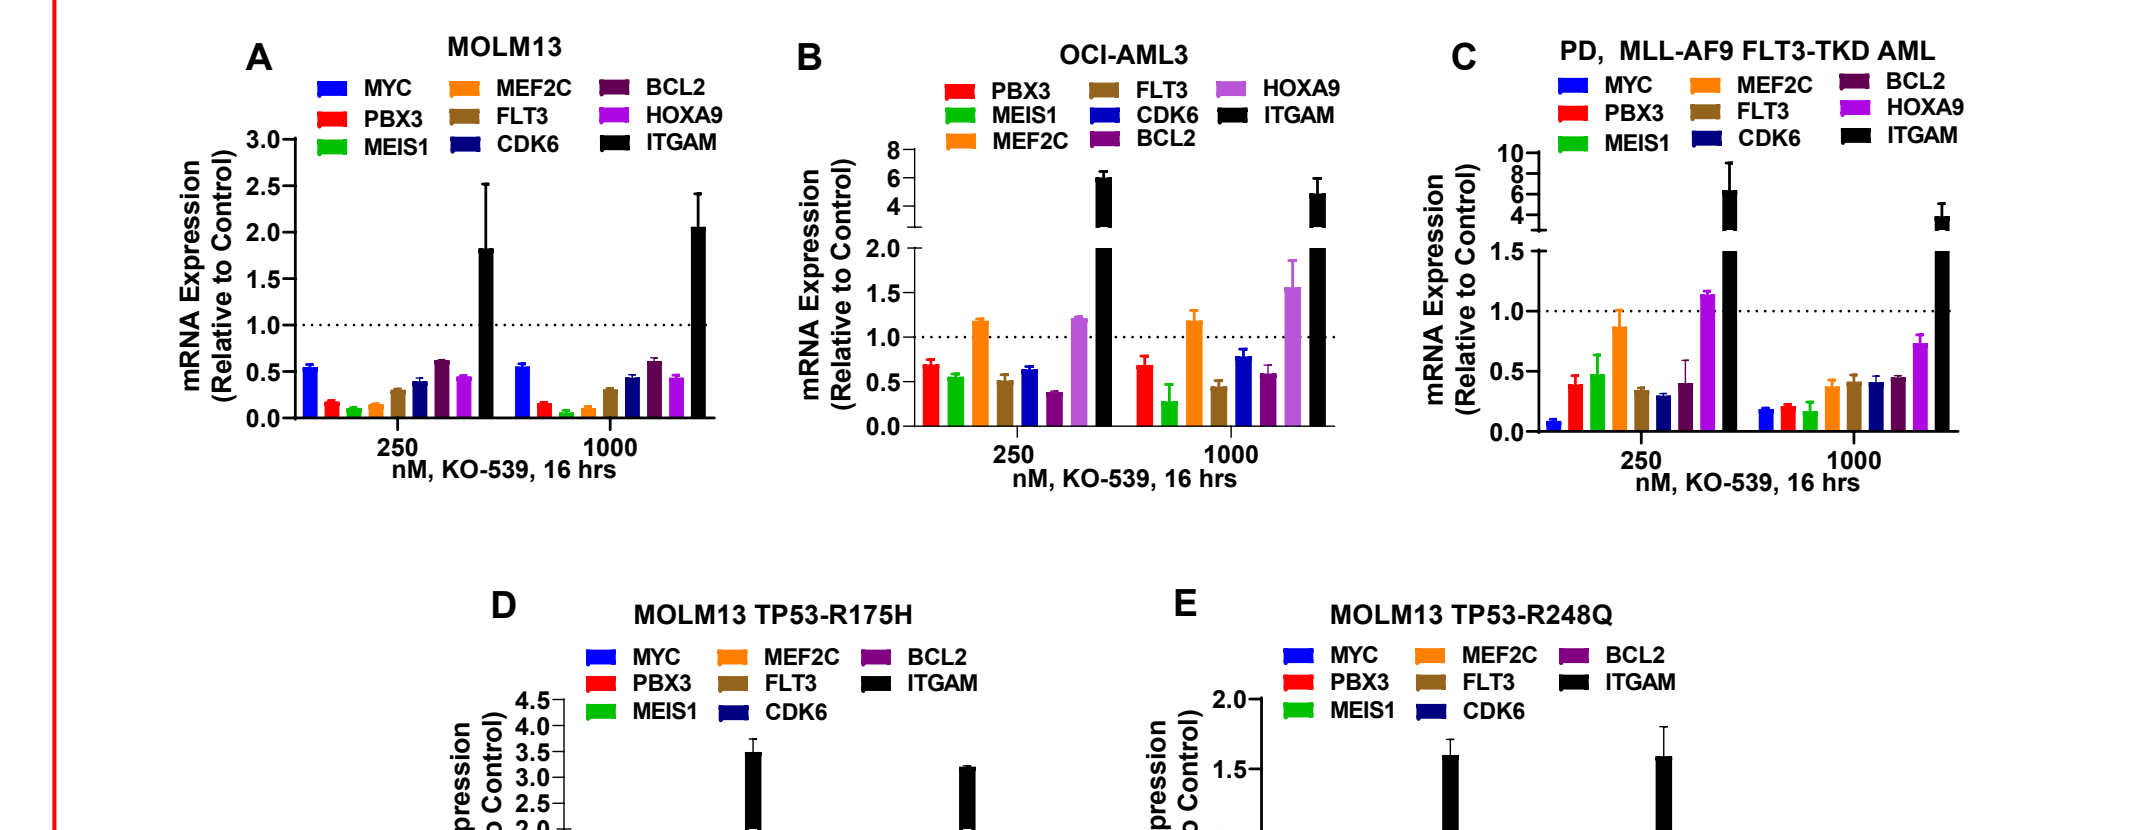 A
MOLM13
MYC
MEF2C
BCL2
PBX3
FLT3
HOXA9
MEIS1
CDK6
ITGAM
3.0
2.5
2.0
1.5
1.0
0.5
0.0
mRNA Expression
(Relative to Control)
250
1000
nM, KO-539, 16 hrs
B
OCI-AML3
PBX3
FLT3
HOXA9
MEIS1
CDK6
ITGAM
MEF2C
BCL2
8
6
4
2.0
1.5
1.0
0.5
0.0
mRNA Expression
(Relative to Control)
250
1000
nM, KO-539, 16 hrs
C
PD, MLL-AF9 FLT3-TKD AML
MYC
MEF2C
BCL2
PBX3
FLT3
HOXA9
MEIS1
CDK6
ITGAM
10
8
6
4
1.5
1.0
0.5
0.0
mRNA Expression
(Relative to Control)
250
1000
nM, KO-539, 16 hrs
D
MOLM13 TP53-R175H
MYC
MEF2C
BCL2
PBX3
FLT3
ITGAM
MEIS1
CDK6
4.5
4.0
3.5
3.0
2.5
2.0
pression
o Control)
E
MOLM13 TP53-R248Q
MYC
MEF2C
BCL2
PBX3
FLT3
ITGAM
MEIS1
CDK6
2.0
1.5
pression
o Control)